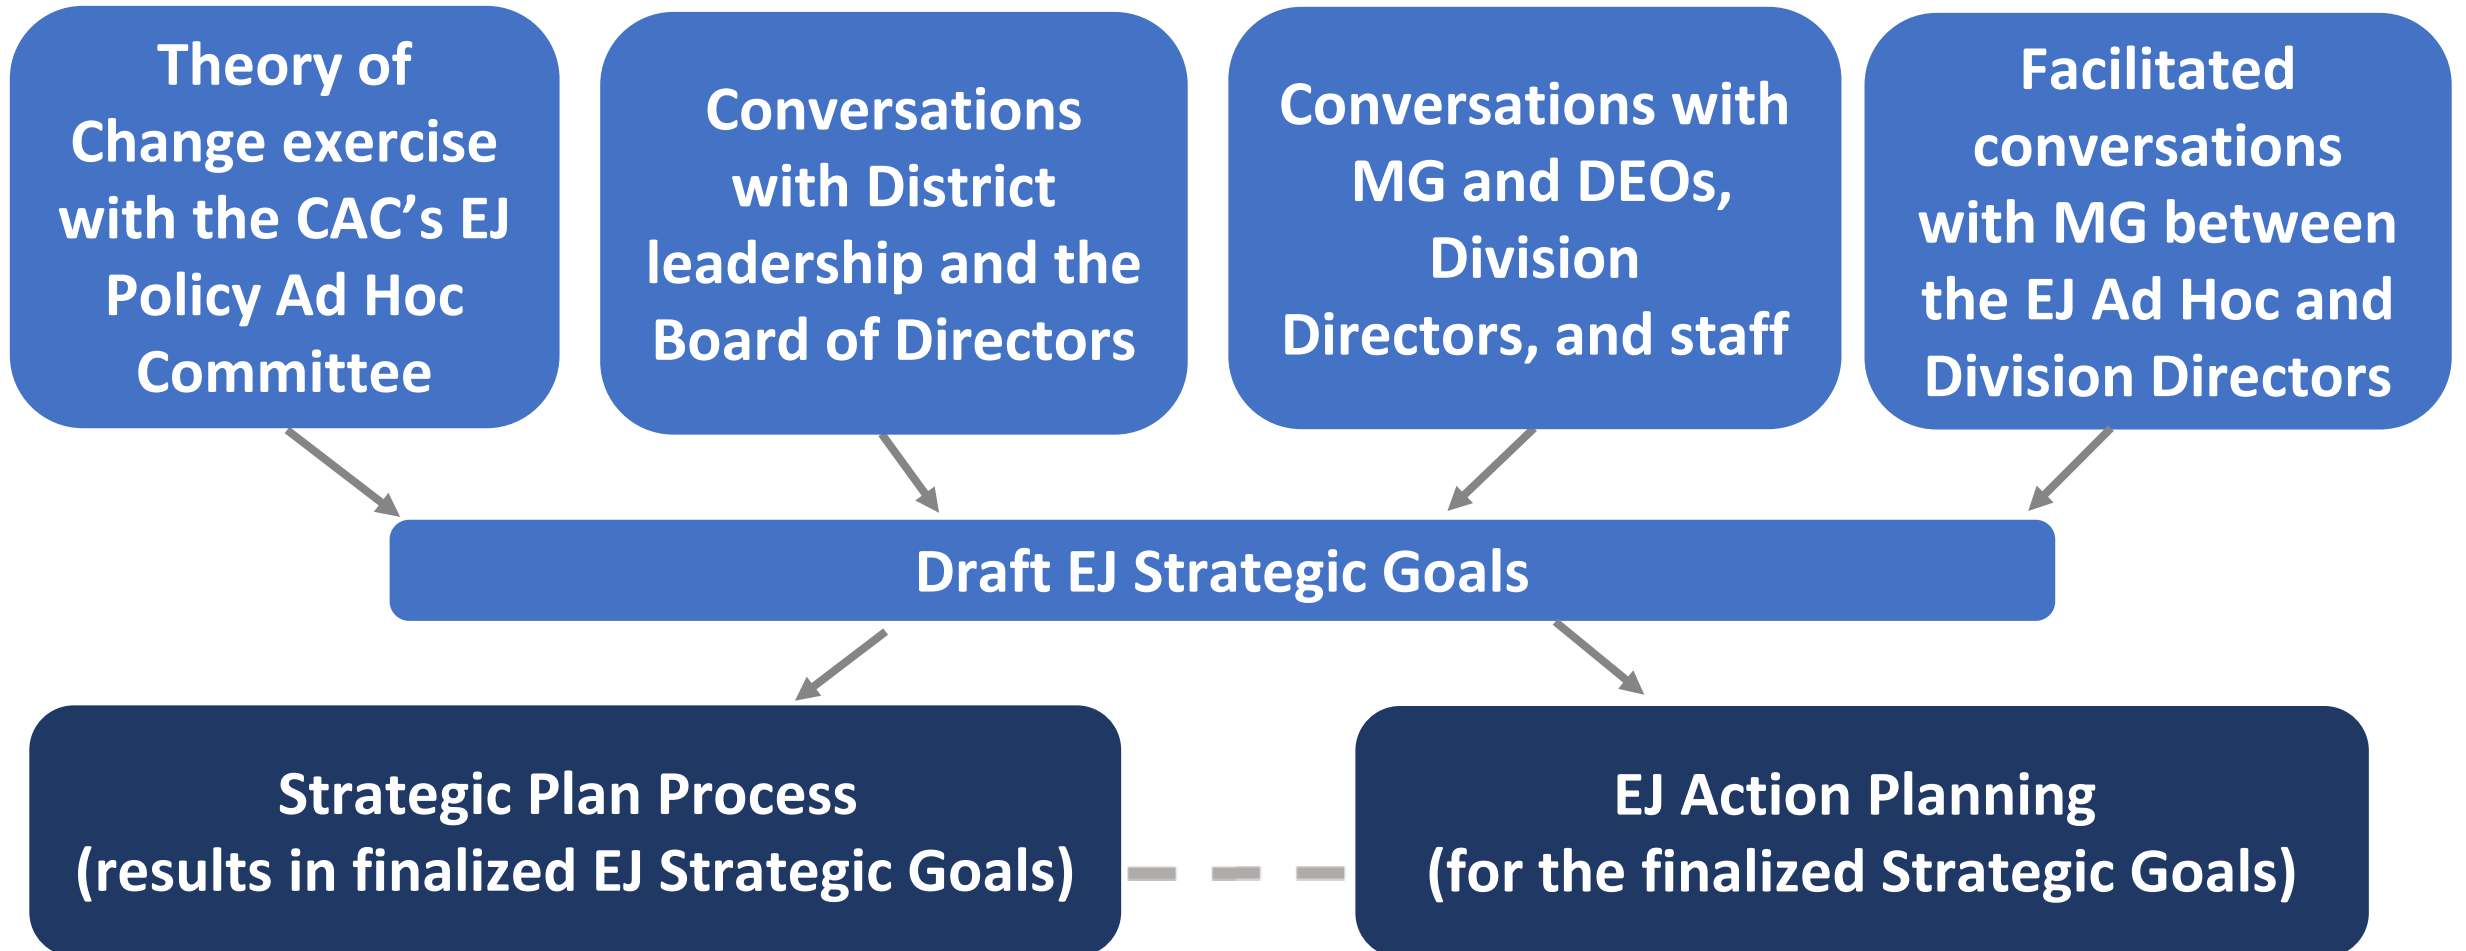 Theory of
Change exercise
with the CAC’s EJ
Policy Ad Hoc
Committee
Conversations
with District
leadership and the
Board of Directors
Conversations with
MG and DEOs,
Division
Directors, and staff
Facilitated
conversations
with MG between
the EJ Ad Hoc and
Division Directors
Draft EJ Strategic Goals
Strategic Plan Process
(results in finalized EJ Strategic Goals)
EJ Action Planning
(for the finalized Strategic Goals)